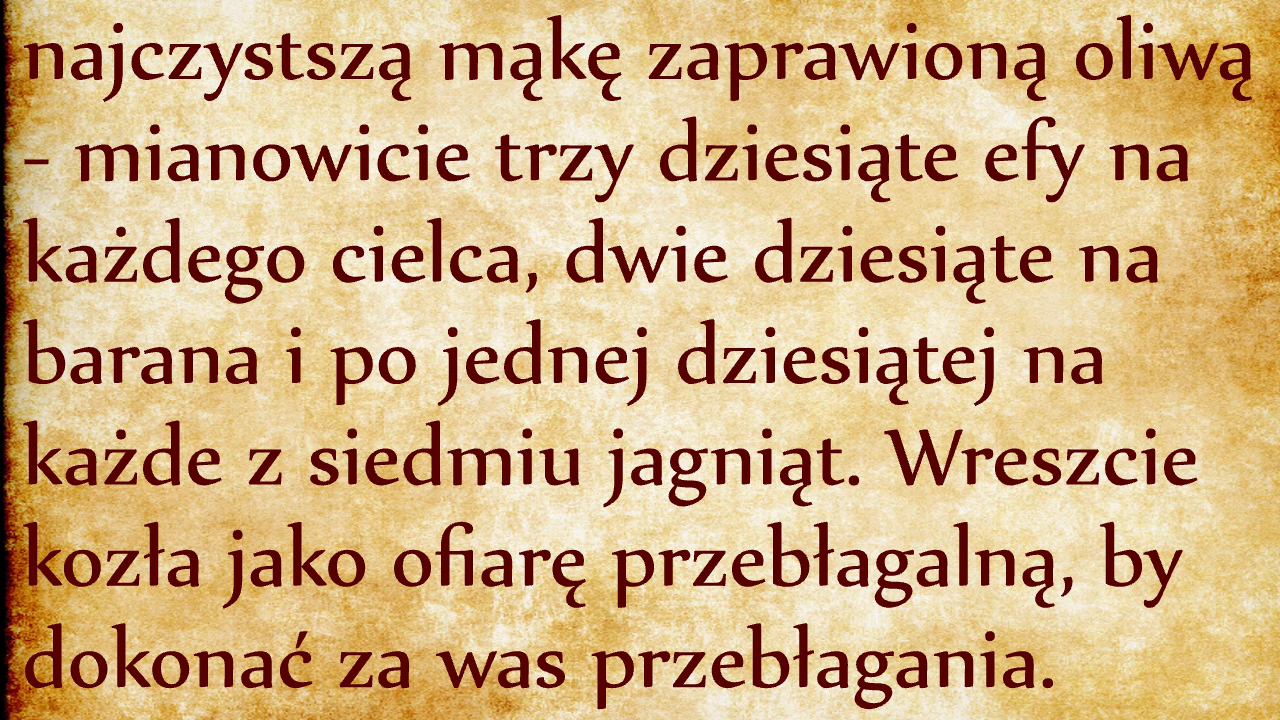 najczystszą mąkę zaprawioną oliwą
- mianowicie trzy dziesiąte efy na
każdego cielca, dwie dziesiąte na
barana i po jednej dziesiątej na
każde z siedmiu jagniąt. Wreszcie
kozła jako ofiarę przebłagalną, by
dokonać za was przebłagania.